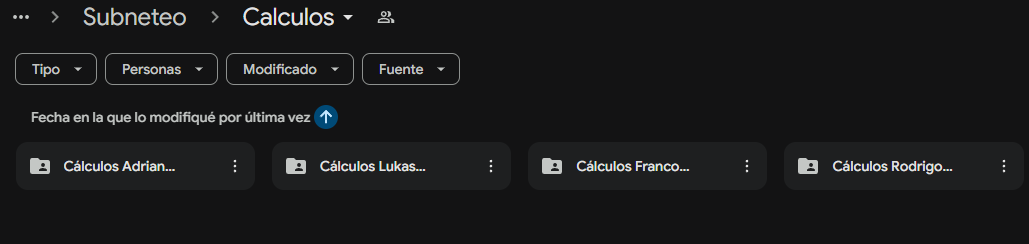 Subneteo > Calculos
Tipo Personas Modificado Fuente
Fecha en la que lo modifiqué por última vez
Cálculos Adrian... Cálculos Lukas... Cálculos Franco... Cálculos Rodrigo...